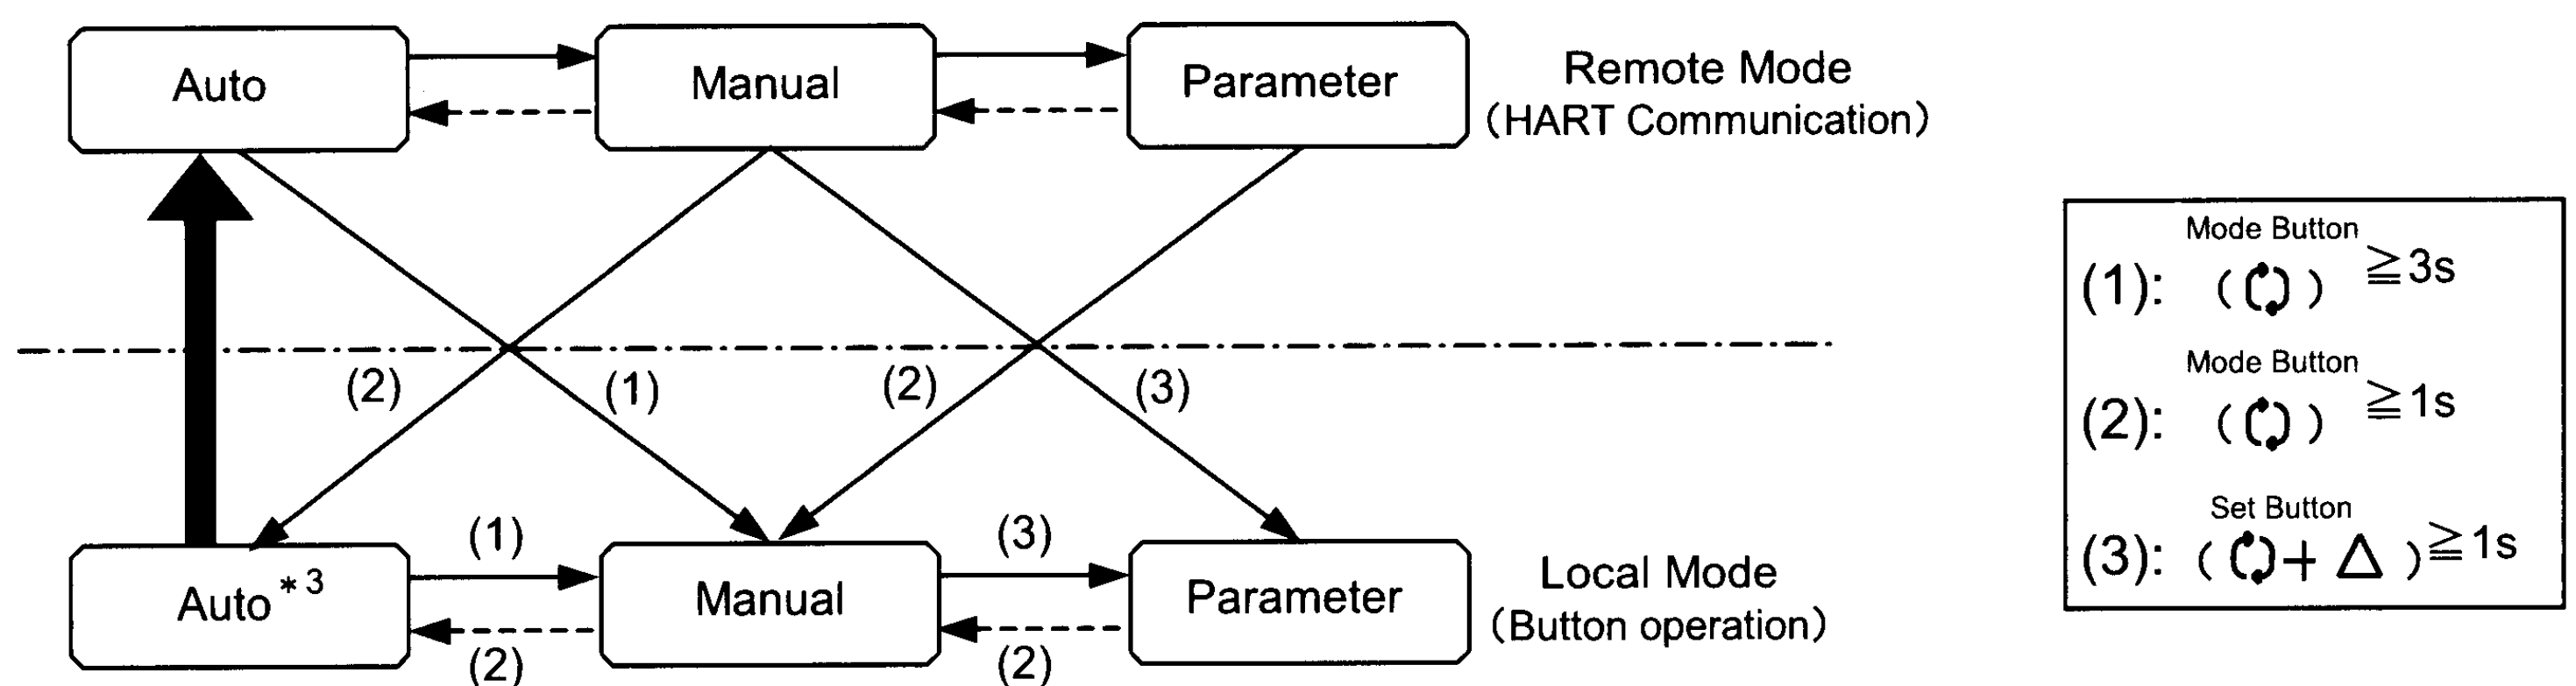 Auto
Manual
Parameter
Remote Mode
(HART Communication)
Mode Button
(1): ( ) ≧3s
(2)
(1)
(2)
(3)
Mode Button
(2): ( ) ≧1s
Set Button
(3): ( + △ ) ≧1s
(1)
(3)
Auto *3
Manual
Parameter
Local Mode
(Button operation)
(2)
(2)